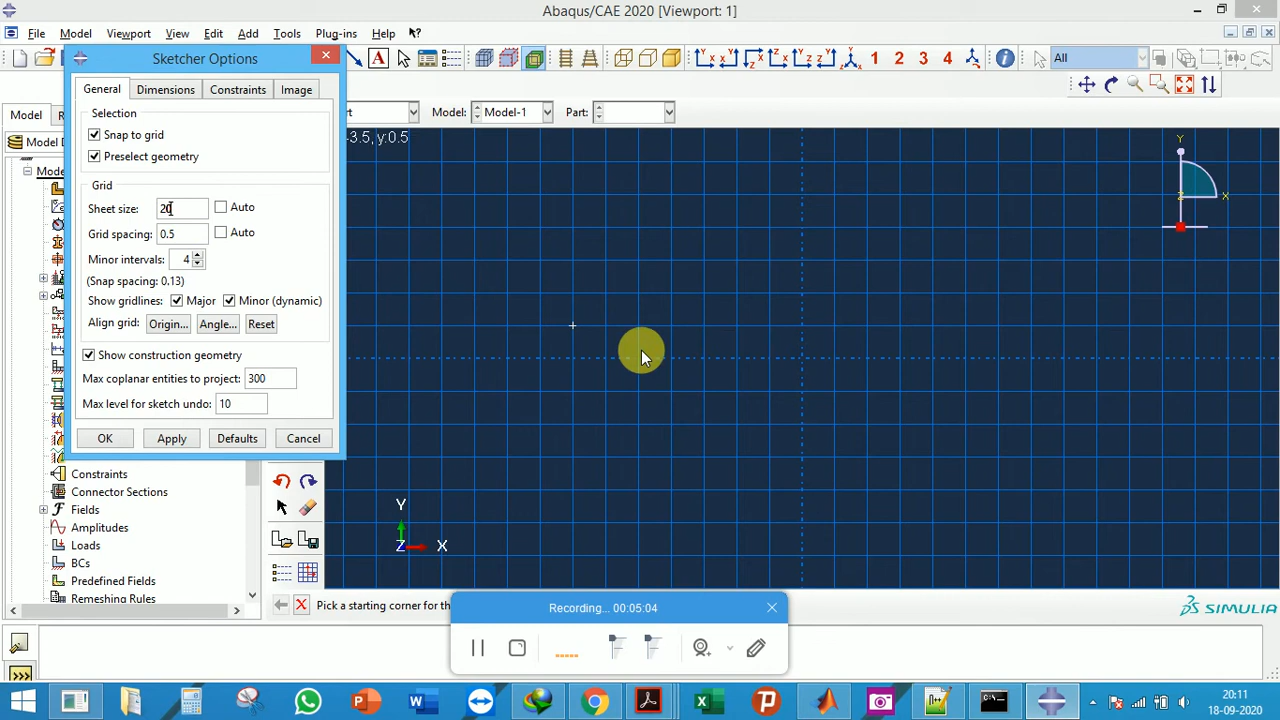 Abaqus/CAE 2020 [Viewport: 1]
File Model Viewport View Edit Add Tools Plug-ins Help
Sketcher Options
A
1 2 3 4
All
General Dimensions Constraints Image
Model
Model: Model-1 Part:
Selection
Snap to grid
Preselect geometry
-3.5, y:0.5
Grid
Sheet size: 20 Auto
Grid spacing: 0.5 Auto
Minor intervals: 4
(Snap spacing: 0.13)
Show gridlines: Major Minor (dynamic)
Align grid: Origin... Angle... Reset
Show construction geometry
Max coplanar entities to project: 300
Max level for sketch undo: 10
OK Apply Defaults Cancel
Y
Z X
Constraints
Connector Sections
Fields
Amplitudes
Loads
BCs
Predefined Fields
Remeshing Rules
Y
Z X
Pick a starting corner for th
Recording... 00:05:04
SIMULIA
20:11
18-09-2020